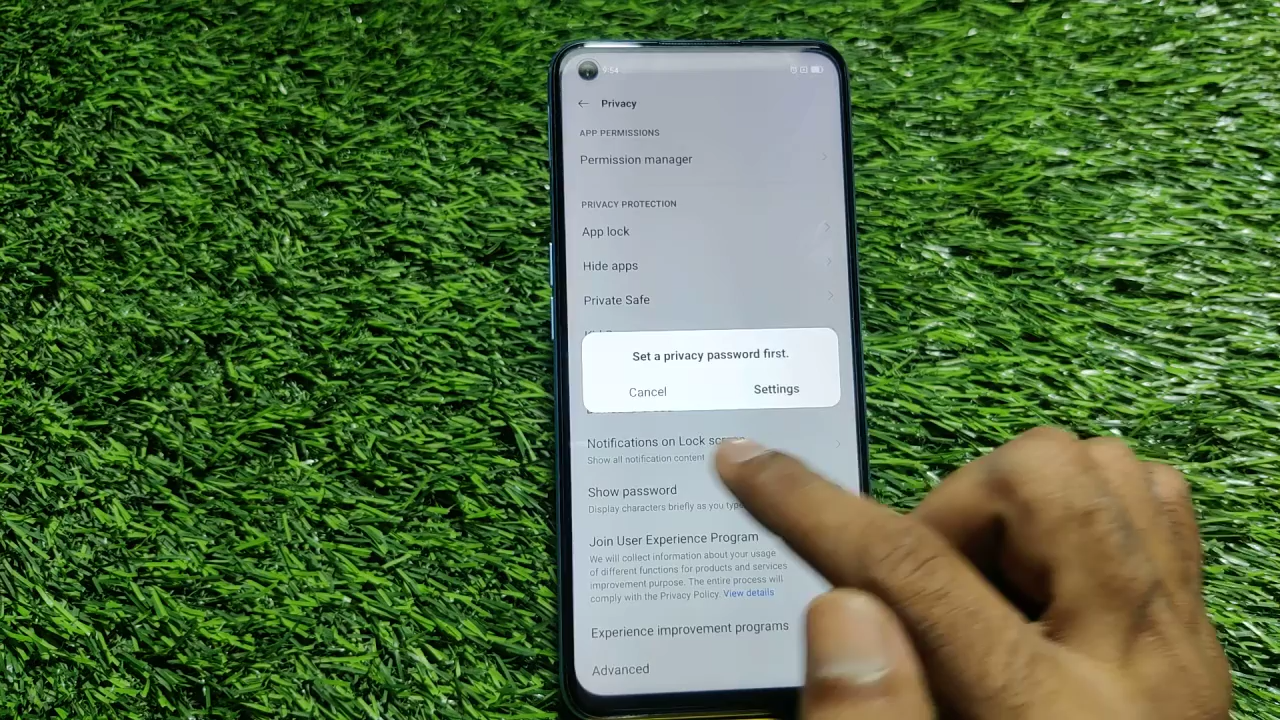 9:54
Privacy
APP PERMISSIONS
Permission manager
PRIVACY PROTECTION
App lock
Hide apps
Private Safe
Set a privacy password first.
Cancel
Settings
Notifications on Lock screen
Show all notification content
Show password
Display characters briefly as you type
Join User Experience Program
We will collect information about your usage
of different functions for products and services
improvement purpose. The entire process will
comply with the Privacy Policy. View details
Experience improvement programs
Advanced